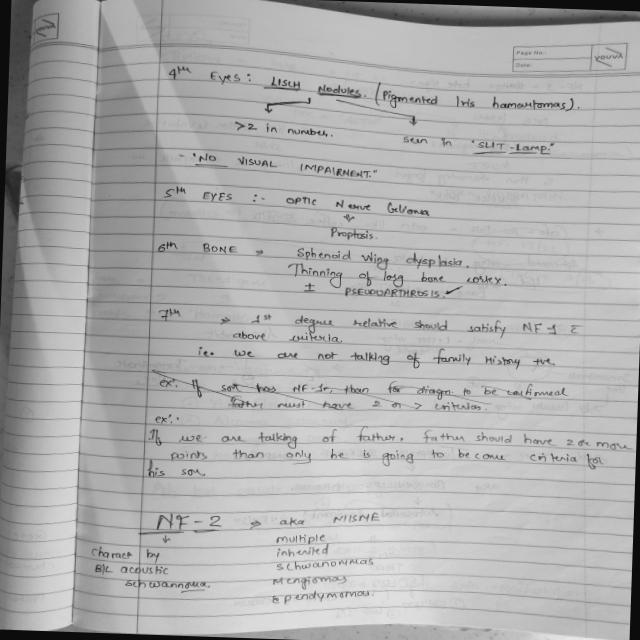 Page No.:
Date:
YOUVA
4th Eyes : LISCH Nodules. (Pigmented Iris hamartomas).
>2 in number. seen in "SLIT-Lamp."
- "NO VISUAL IMPAIRMENT."
5th EYES :- OPTIC Nerve Glioma
Proptosis.
6th BONE ⇒ Sphenoid Wing dysplasia.
Thinning of long bone cortex.
± PSEUDOARTHROSIS. ✓
7th ⇒ 1st degree relative should satisfy NF-1 c̄
above criteria.
i.e. we are not talking of family History +ve.
ex: If son has NF-1, than for diagn. to be confirmed
father must have 2 or > criterias.
ex:.
If we are talking of father. Father should have 2 or more
points than only he is going to become criteria for
his son.
NF-2 ⇒ aka MISME
multiple
Charact by inherited
B/L acoustic schwanommas
Schwannoma. Mengiomas
Ependymomas.